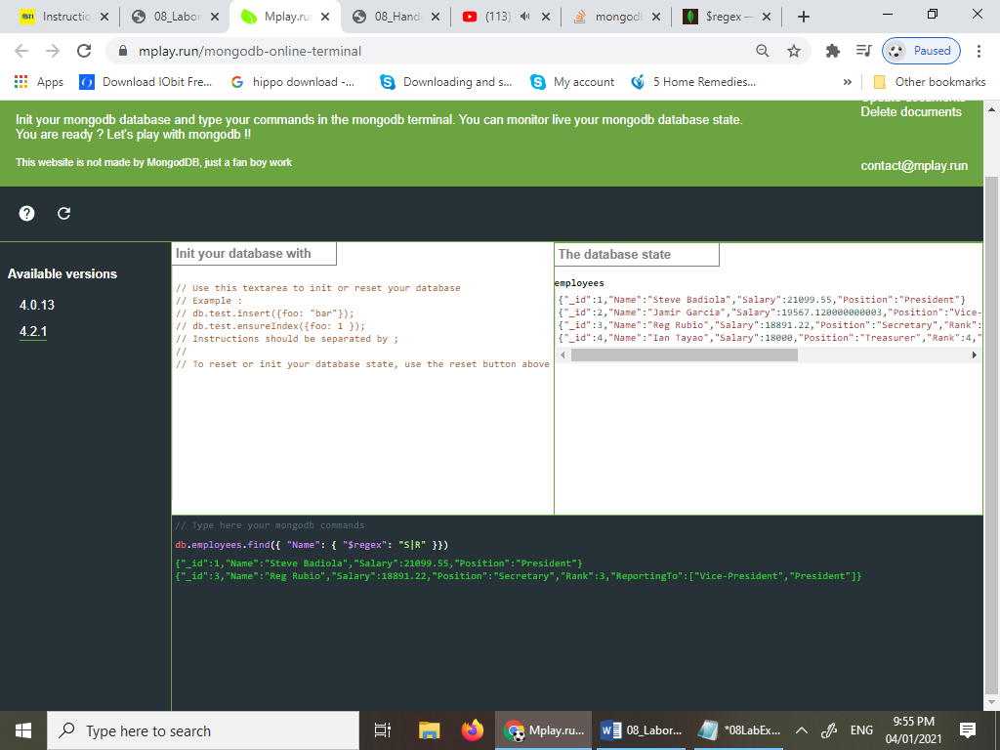 Instructio
08_Labor
Mplay.ru
08_Hand
(113)
mongod
$regex —
mplay.run/mongodb-online-terminal
Paused
Apps
Download IObit Fre...
hippo download -...
Downloading and s...
My account
5 Home Remedies...
»
Other bookmarks
Init your mongodb database and type your commands in the mongodb terminal. You can monitor live your mongodb database state.
You are ready ? Let's play with mongodb !!
This website is not made by MongodDB, just a fan boy work
Update documents
Delete documents
contact@mplay.run
Available versions
4.0.13
4.2.1
Init your database with
// Use this textarea to init or reset your database
// Example :
// db.test.insert({foo: "bar"});
// db.test.ensureIndex({foo: 1 });
// Instructions should be separated by ;
//
// To reset or init your database state, use the reset button above
The database state
employees
{"_id":1,"Name":"Steve Badiola","Salary":21099.55,"Position":"President"}
{"_id":2,"Name":"Jamir Garcia","Salary":19567.120000000003,"Position":"Vice-
{"_id":3,"Name":"Reg Rubio","Salary":18891.22,"Position":"Secretary","Rank":
{"_id":4,"Name":"Ian Tayao","Salary":18000,"Position":"Treasurer","Rank":4,"
// Type here your mongodb commands
db.employees.find({ "Name": { "$regex": "S|R" }})
{"_id":1,"Name":"Steve Badiola","Salary":21099.55,"Position":"President"}
{"_id":3,"Name":"Reg Rubio","Salary":18891.22,"Position":"Secretary","Rank":3,"ReportingTo":["Vice-President","President"]}
Type here to search
Mplay.ru...
08_Labor...
*08LabEx...
ENG
9:55 PM
04/01/2021